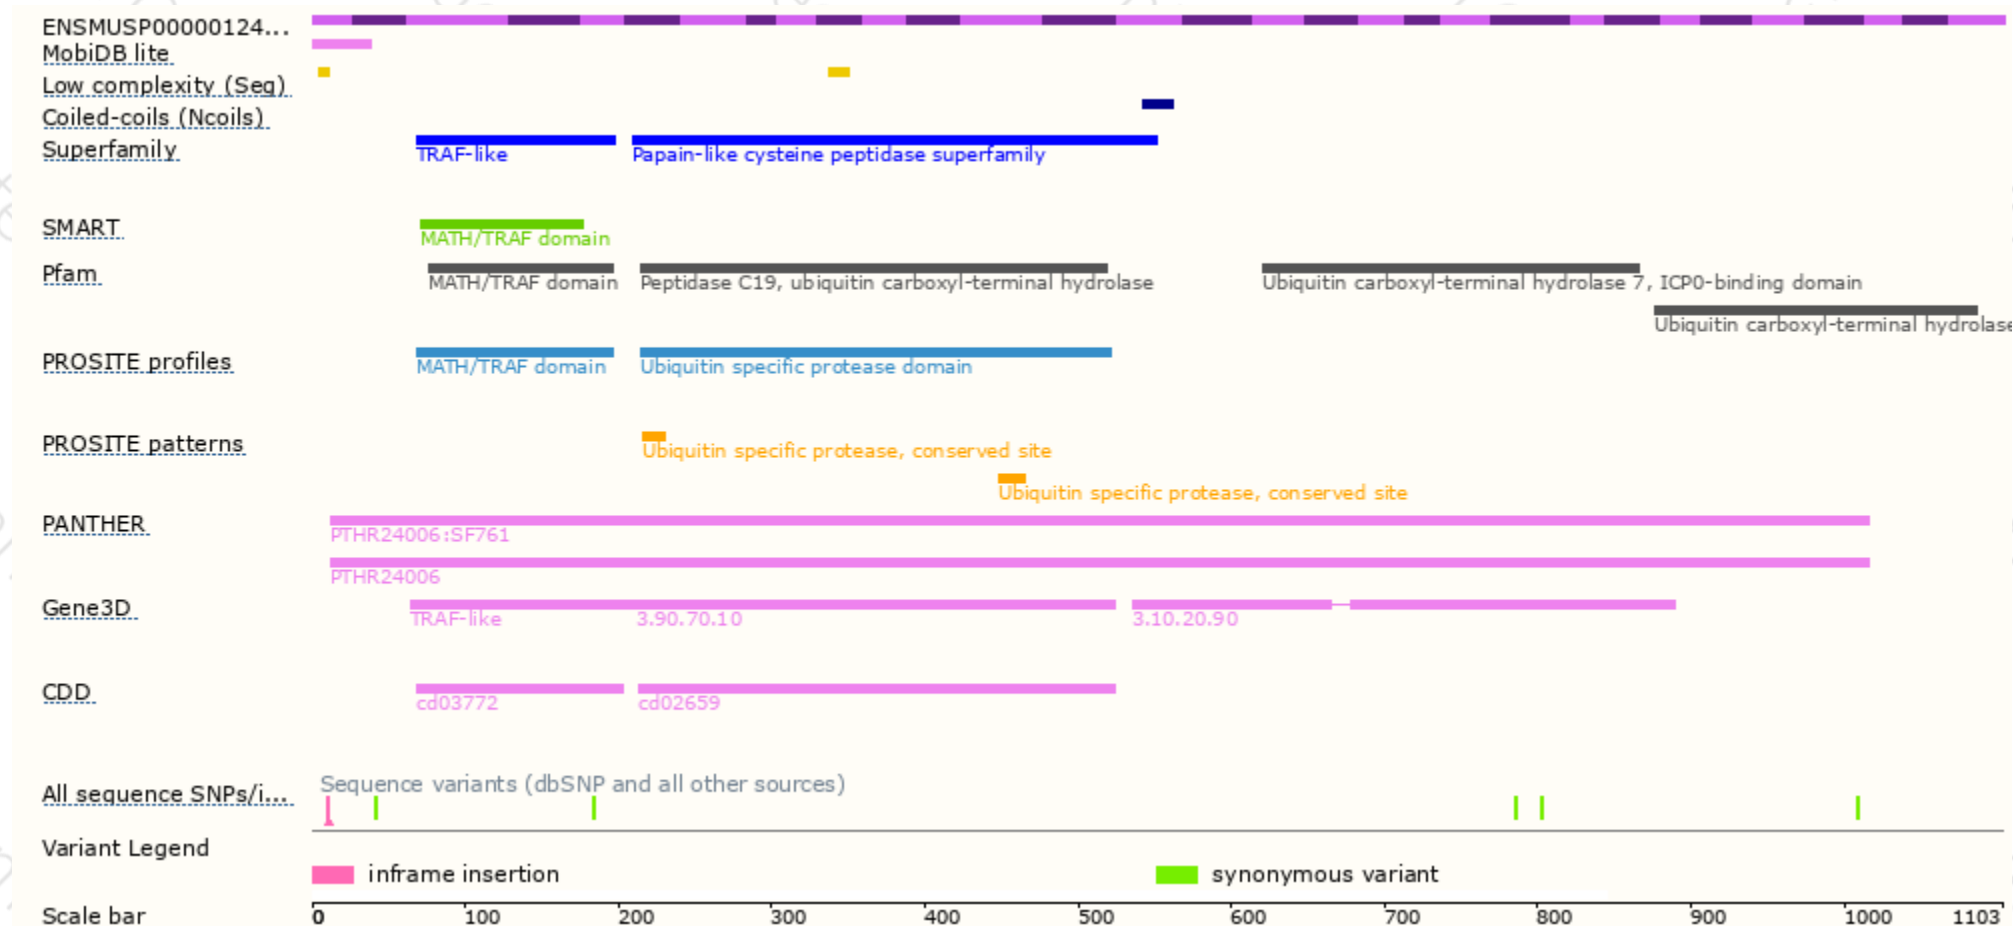 ENSMUSP00000124...
MobiDB lite
Low complexity (Seg)
Coiled-coils (Ncoils)
Superfamily
TRAF-like Papain-like cysteine peptidase superfamily
SMART
MATH/TRAF domain
Pfam
MATH/TRAF domain Peptidase C19, ubiquitin carboxyl-terminal hydrolase Ubiquitin carboxyl-terminal hydrolase 7, ICP0-binding domain
Ubiquitin carboxyl-terminal hydrolase
PROSITE profiles
MATH/TRAF domain Ubiquitin specific protease domain
PROSITE patterns
Ubiquitin specific protease, conserved site
Ubiquitin specific protease, conserved site
PANTHER
PTHR24006:SF761
PTHR24006
Gene3D
TRAF-like 3.90.70.10 3.10.20.90
CDD
cd03772 cd02659
Sequence variants (dbSNP and all other sources)
All sequence SNPs/i...
Variant Legend
inframe insertion synonymous variant
Scale bar
0 100 200 300 400 500 600 700 800 900 1000 1103